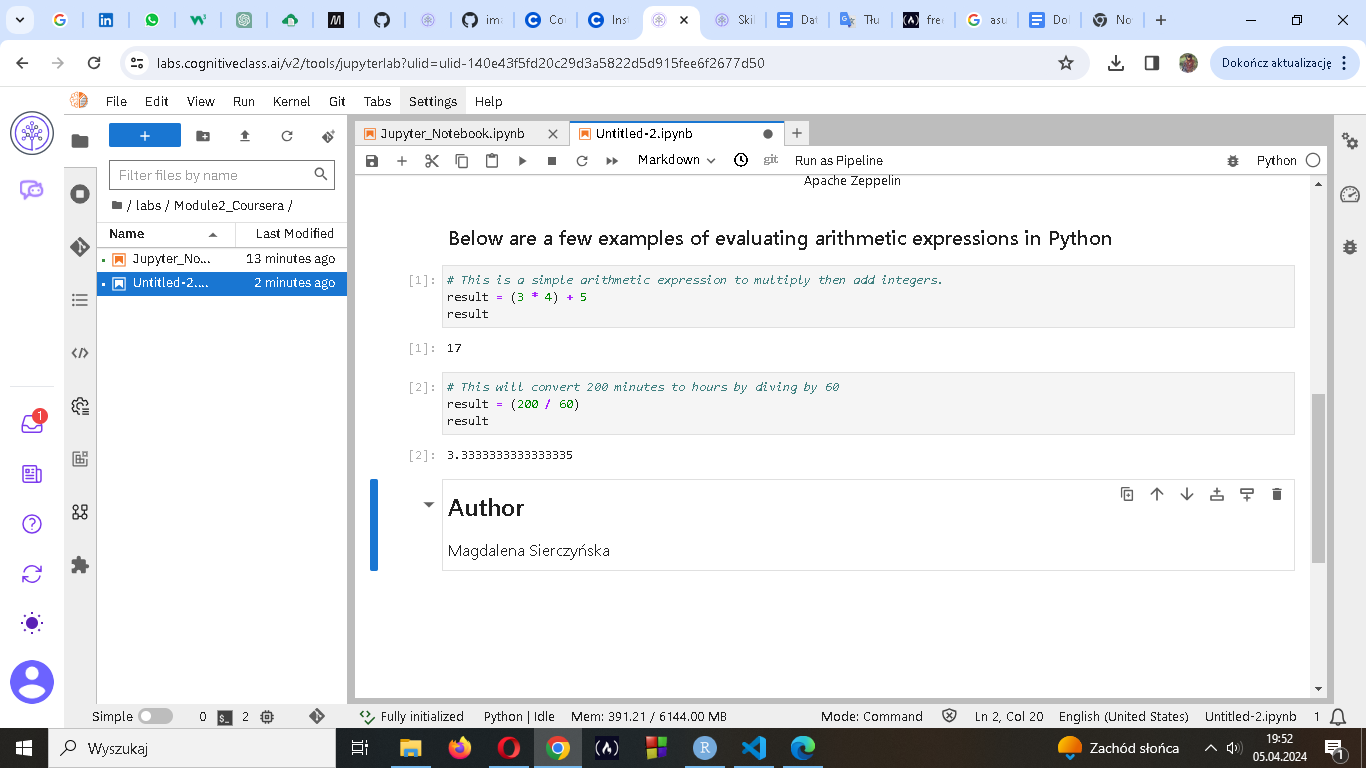 Co
Ins
Ski
Dat
Tłu
free
asu
Do
No
labs.cognitiveclass.ai/v2/tools/jupyterlab?ulid=ulid-140e43f5fd20c29d3a5822d5d915fee6f2677d50
Dokończ aktualizację
File Edit View Run Kernel Git Tabs Settings Help
Jupyter_Notebook.ipynb
Untitled-2.ipynb
Markdown
git
Run as Pipeline
Python
Filter files by name
/ labs / Module2_Coursera /
Name Last Modified
Jupyter_No... 13 minutes ago
Untitled-2.... 2 minutes ago
Apache Zeppelin
Below are a few examples of evaluating arithmetic expressions in Python
[1]: # This is a simple arithmetic expression to multiply then add integers.
result = (3 * 4) + 5
result
[1]: 17
[2]: # This will convert 200 minutes to hours by diving by 60
result = (200 / 60)
result
[2]: 3.3333333333333335
Author
Magdalena Sierczyńska
1
Simple 0 2 Fully initialized Python | Idle Mem: 391.21 / 6144.00 MB Mode: Command Ln 2, Col 20 English (United States) Untitled-2.ipynb 1
Wyszukaj
Zachód słońca
19:52
05.04.2024
1